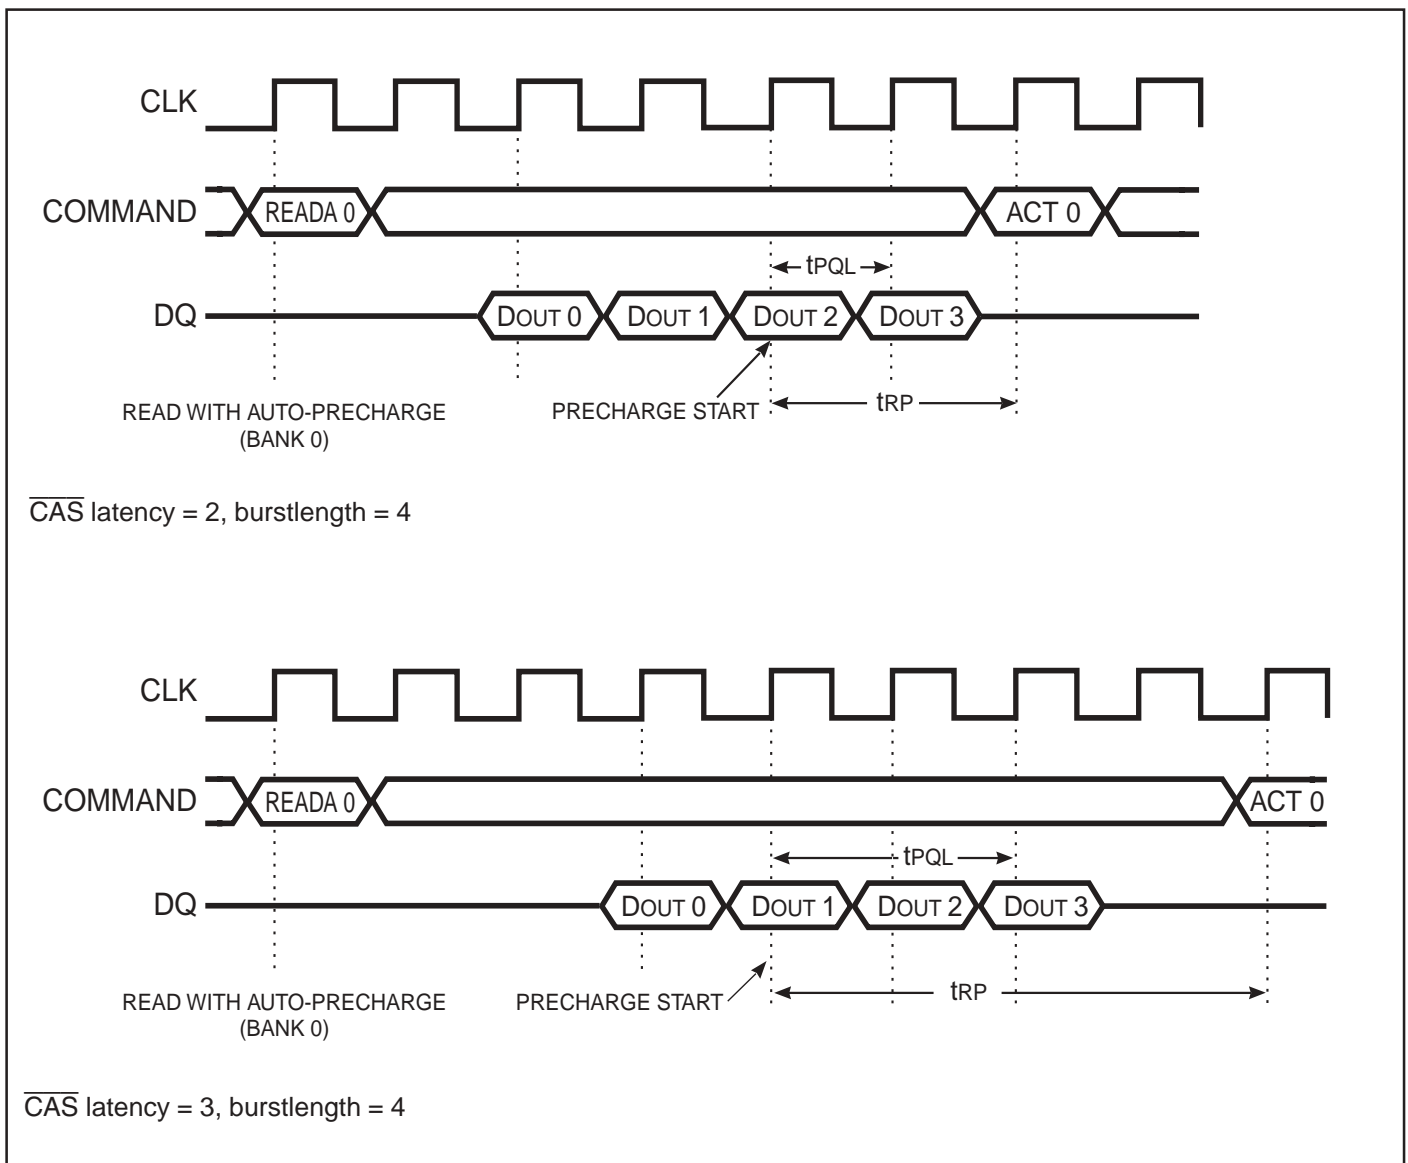 CLK
COMMAND
READA 0
ACT 0
tPQL
DQ
DOUT 0
DOUT 1
DOUT 2
DOUT 3
READ WITH AUTO-PRECHARGE
(BANK 0)
PRECHARGE START
tRP
CAS latency = 2, burstlength = 4
CLK
COMMAND
READA 0
ACT 0
tPQL
DQ
DOUT 0
DOUT 1
DOUT 2
DOUT 3
READ WITH AUTO-PRECHARGE
(BANK 0)
PRECHARGE START
tRP
CAS latency = 3, burstlength = 4